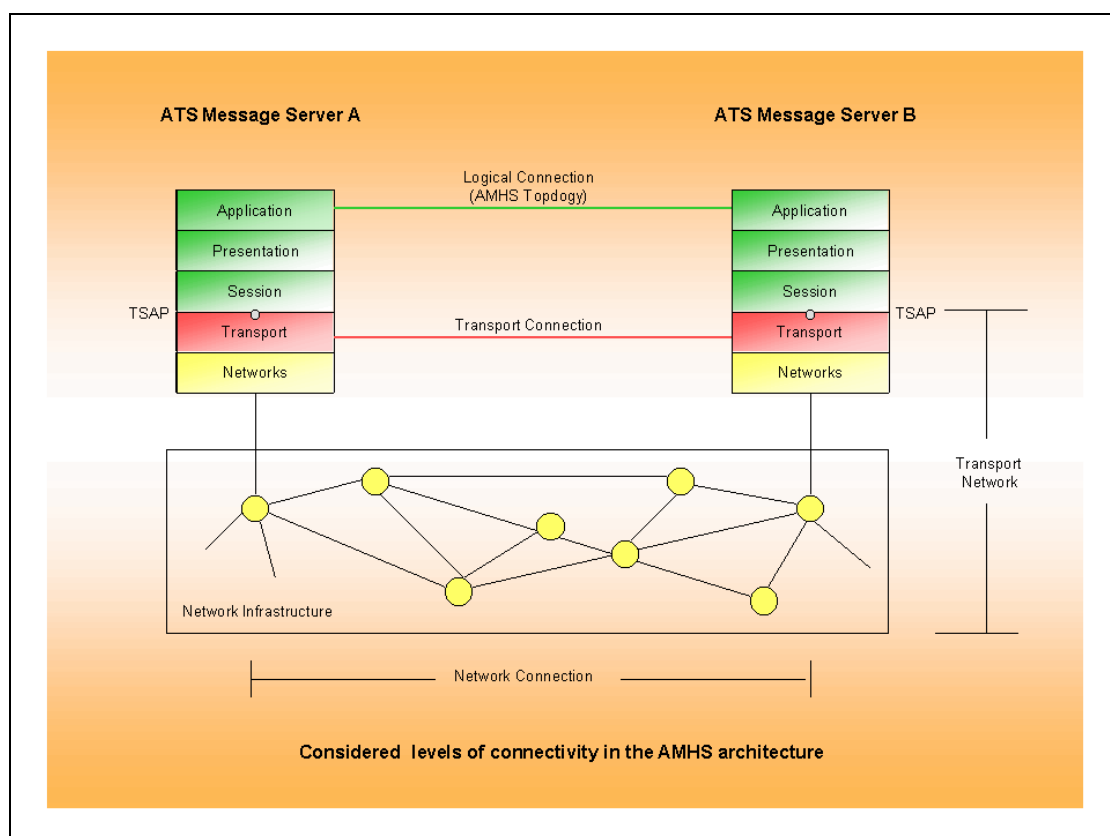 ATS Message Server A
ATS Message Server B
Logical Connection
(AMHS Topdogy)
Application
Presentation
Session
TSAP
Transport
Networks
Transport Connection
Application
Presentation
Session
TSAP
Transport
Networks
Transport
Network
Network Infrastructure
Network Connection
Considered levels of connectivity in the AMHS architecture